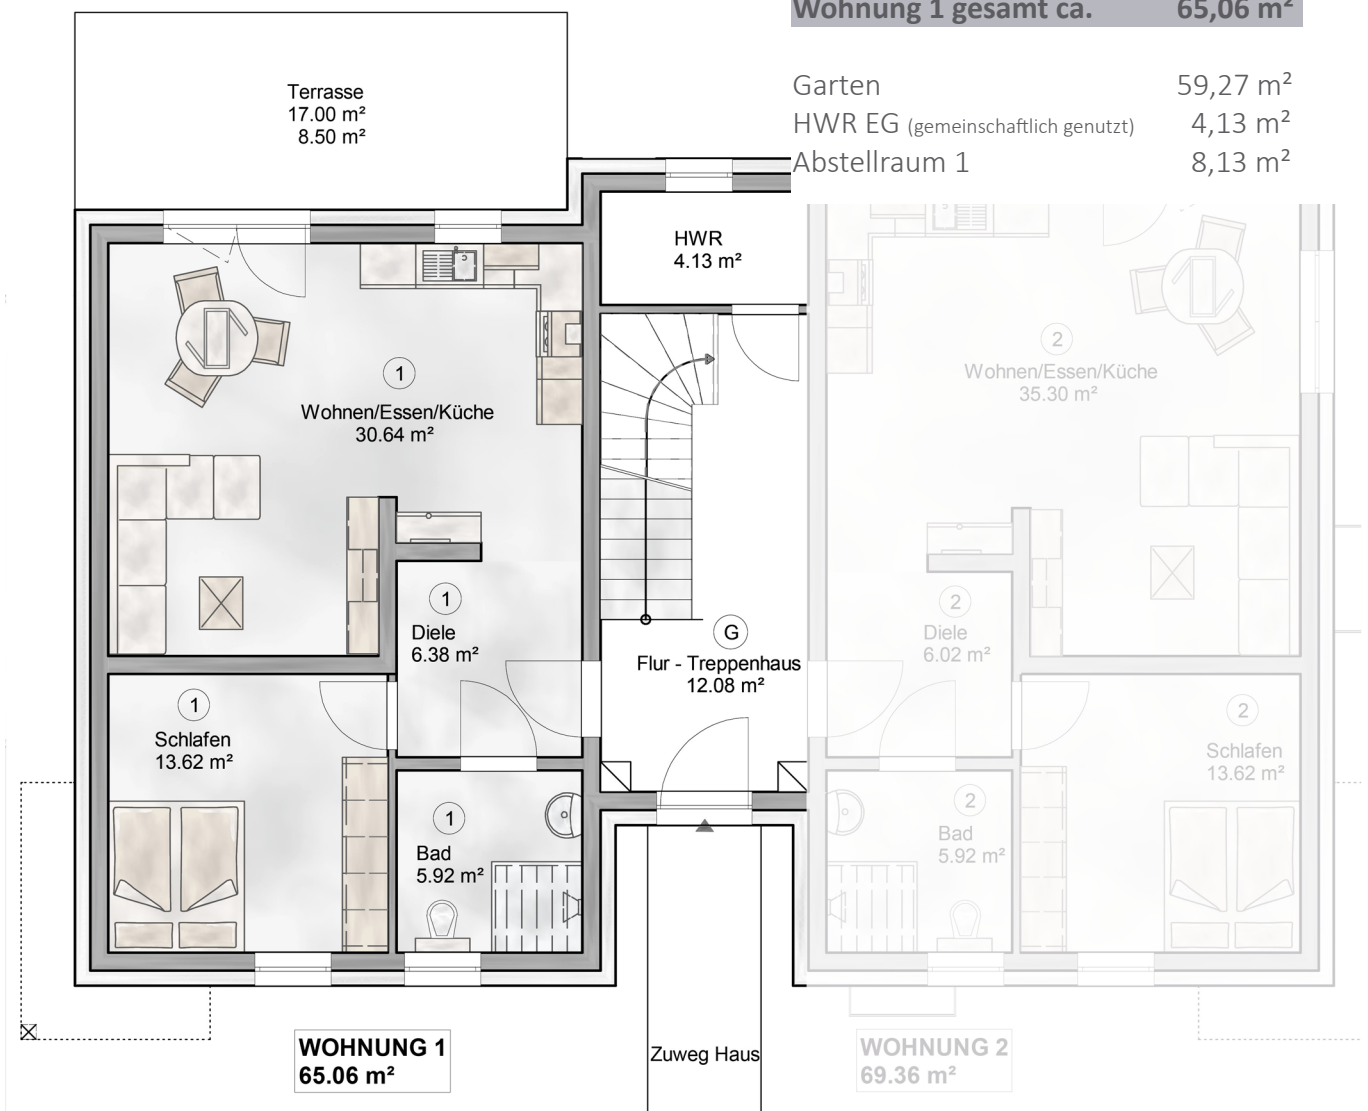 Wohnung 1 gesamt ca. 65,06 m²
Garten 59,27 m²
HWR EG (gemeinschaftlich genutzt) 4,13 m²
Abstellraum 1 8,13 m²
Terrasse
17.00 m²
8.50 m²
HWR
4.13 m²
1
Wohnen/Essen/Küche
30.64 m²
2
Wohnen/Essen/Küche
35.30 m²
1
Diele
6.38 m²
G
Flur - Treppenhaus
12.08 m²
2
Diele
6.02 m²
1
Schlafen
13.62 m²
2
Schlafen
13.62 m²
1
Bad
5.92 m²
2
Bad
5.92 m²
WOHNUNG 1
65.06 m²
Zuweg Haus
WOHNUNG 2
69.36 m²